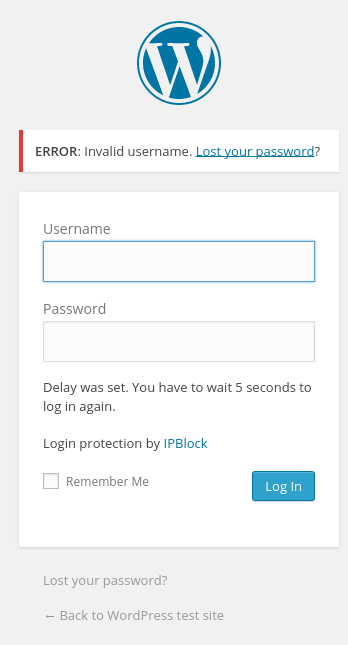 ERROR: Invalid username. Lost your password?
Username
Password
Delay was set. You have to wait 5 seconds to
log in again.
Login protection by IPBlock
Remember Me
Log In
Lost your password?
← Back to WordPress test site